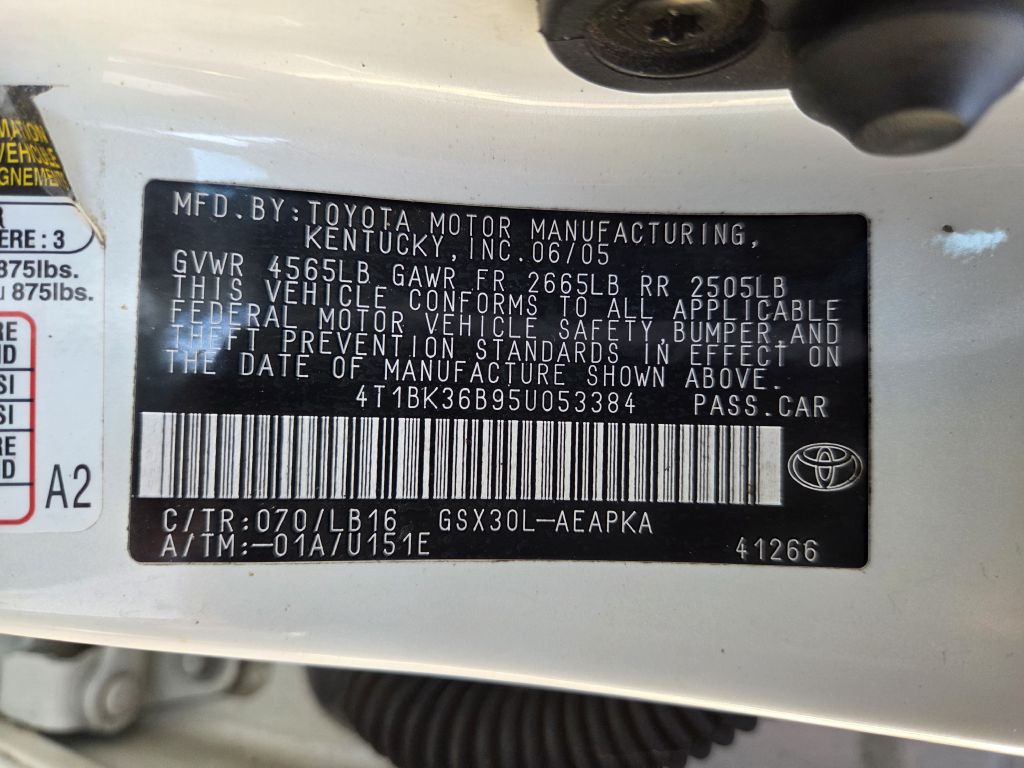 MATION
VÉHICULE
GNEMENT
ERE : 3
875lbs.
875lbs.
A2
MFD.BY:TOYOTA MOTOR MANUFACTURING,
KENTUCKY, INC. 06/05
GVWR 4565LB GAWR FR 2665LB RR 2505LB
THIS VEHICLE CONFORMS TO ALL APPLICABLE
FEDERAL MOTOR VEHICLE SAFETY,BUMPER,AND
THEFT PREVENTION STANDARDS IN EFFECT ON
THE DATE OF MANUFACTURE SHOWN ABOVE.
4T1BK36B95U053384 PASS.CAR
C/TR:070/LB16 GSX30L-AEAPKA
A/TM:-01A/U151E
41266